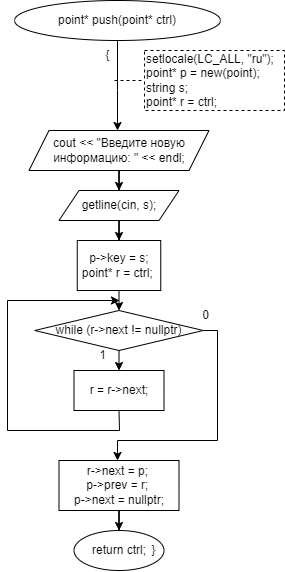 point* push(point* ctrl)
{
setlocale(LC_ALL, "ru");
point* p = new(point);
string s;
point* r = ctrl;
cout << "Введите новую
информацию: " << endl;
getline(cin, s);
p->key = s;
point* r = ctrl;
while (r->next != nullptr)
0
1
r = r->next;
r->next = p;
p->prev = r;
p->next = nullptr;
return ctrl; }